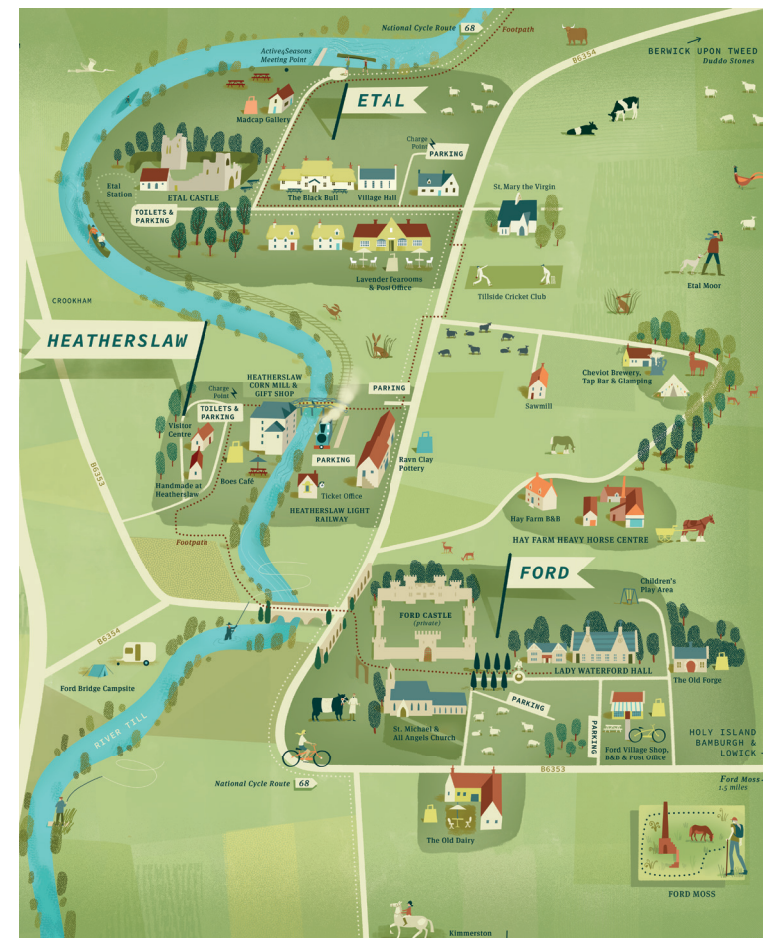 National Cycle Route 68
Footpath
B6354
BERWICK UPON TWEED
Duddo Stones
Active4Seasons
Meeting Point
Madcap Gallery
ETAL
Charge
Point
PARKING
Etal
Station
ETAL CASTLE
The Black Bull
Village Hall
TOILETS &
PARKING
St. Mary the Virgin
Lavender Tearooms
& Post Office
Tillside Cricket Club
Etal Moor
CROOKHAM
HEATHERSLAW
HEATHERSLAW
CORN MILL &
GIFT SHOP
Charge
Point
TOILETS &
PARKING
PARKING
Cheviot Brewery,
Tap Bar & Glamping
Sawmill
Visitor
Centre
Handmade at
Heatherslaw
Boes Café
PARKING
Ticket Office
Ravn Clay
Pottery
HEATHERSLAW LIGHT
RAILWAY
B6353
Hay Farm B&B
HAY FARM HEAVY HORSE CENTRE
Footpath
FORD
Children's
Play Area
FORD CASTLE
(private)
LADY WATERFORD HALL
The Old Forge
B6354
Ford Bridge Campsite
RIVER TILL
St. Michael &
All Angels Church
PARKING
PARKING
Ford Village Shop,
B&B & Post Office
HOLY ISLAND
BAMBURGH &
LOWICK
B6353
National Cycle Route 68
Ford Moss
1.5 miles
The Old Dairy
FORD MOSS
Kimmerston